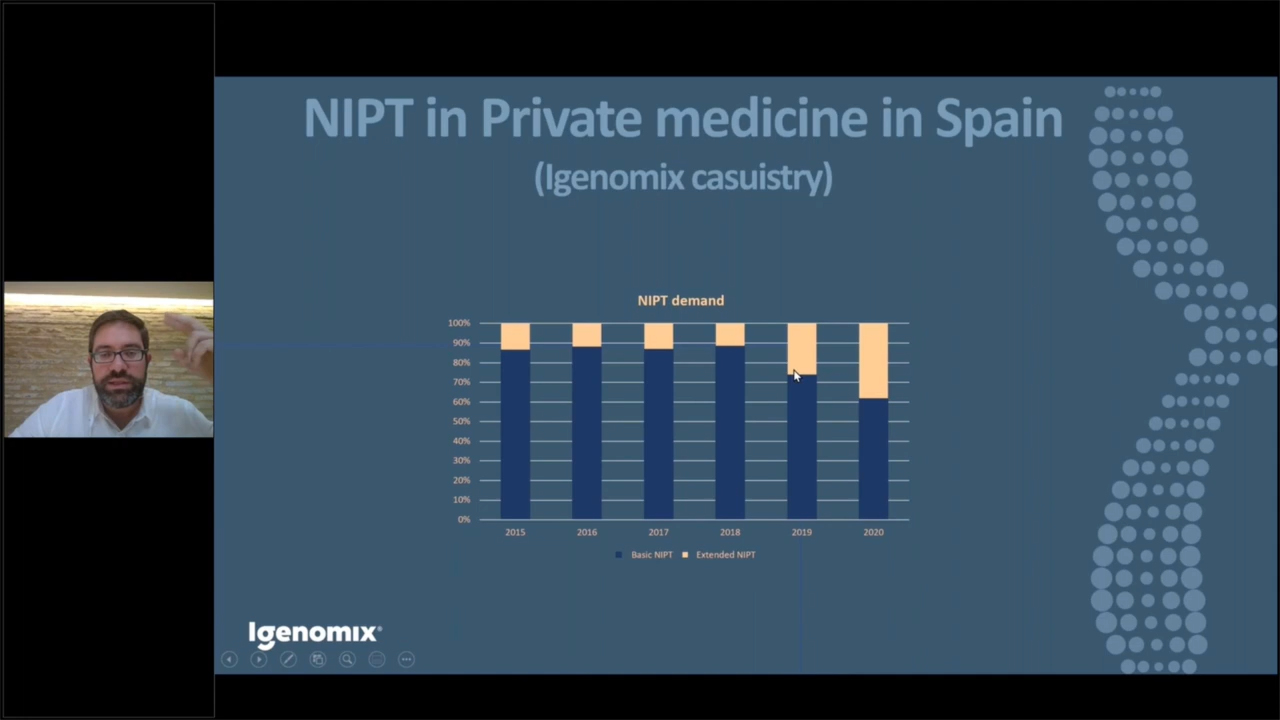 NIPT in Private medicine in Spain
(Igenomix casuistry)
NIPT demand
100%
90%
80%
70%
60%
50%
40%
30%
20%
10%
0%
2015 2016 2017 2018 2019 2020
Basic NIPT Extended NIPT
Igenomix®